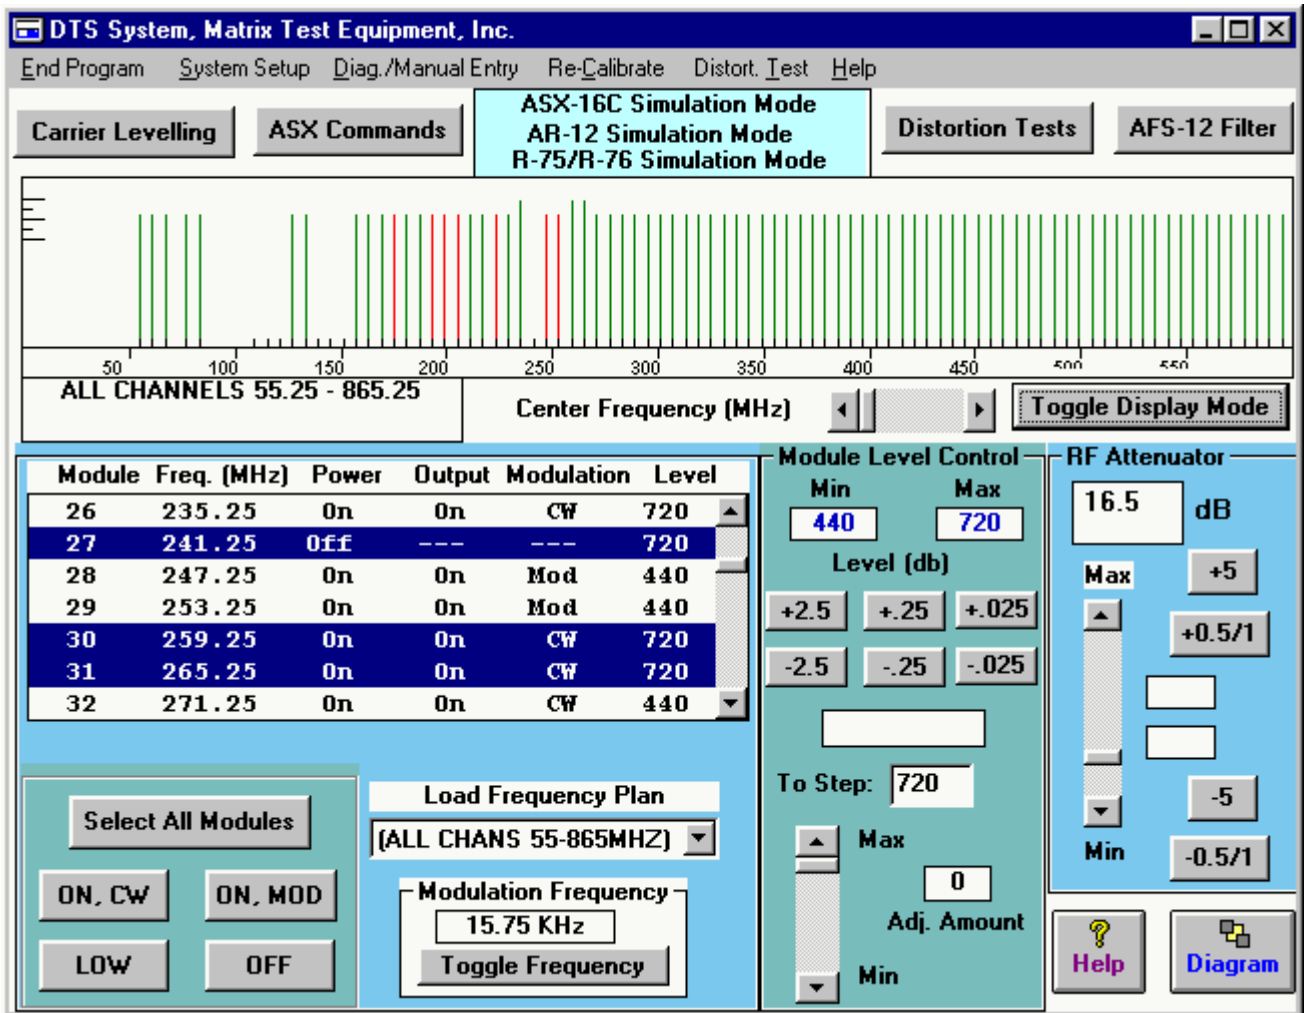 DTS System, Matrix Test Equipment, Inc.
End Program System Setup Diag./Manual Entry Re-Calibrate Distort. Test Help
Carrier Levelling
ASX Commands
ASX-16C Simulation Mode
AR-12 Simulation Mode
R-75/R-76 Simulation Mode
Distortion Tests
AFS-12 Filter
50 100 150 200 250 300 350 400 450 500 550
ALL CHANNELS 55.25 - 865.25
Center Frequency (MHz)
Toggle Display Mode
Module Freq. (MHz) Power Output Modulation Level
26 235.25 On On CW 720
27 241.25 Off --- --- 720
28 247.25 On On Mod 440
29 253.25 On On Mod 440
30 259.25 On On CW 720
31 265.25 On On CW 720
32 271.25 On On CW 440
Select All Modules
ON, CW ON, MOD
LOW OFF
Load Frequency Plan
(ALL CHANS 55-865MHZ)
Modulation Frequency
15.75 KHz
Toggle Frequency
Module Level Control
Min Max
440 720
Level (db)
+2.5 +.25 +.025
-2.5 -.25 -.025
To Step: 720
Max
0
Adj. Amount
Min
RF Attenuator
16.5 dB
Max
+5
+0.5/1
-5
Min
-0.5/1
Help
Diagram